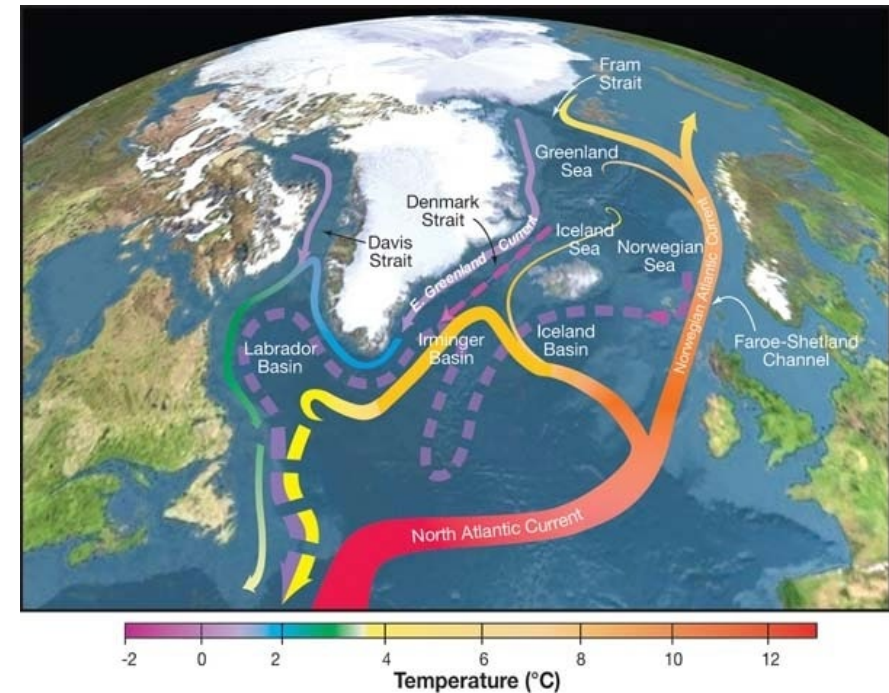 Fram
Strait
Greenland
Sea
Denmark
Strait
Davis
Strait
E. Greenland Current
Iceland
Sea
Norwegian
Sea
Norwegian Atlantic Current
Labrador
Basin
Irminger
Basin
Iceland
Basin
Faroe-Shetland
Channel
North Atlantic Current
-2 0 2 4 6 8 10 12
Temperature (°C)